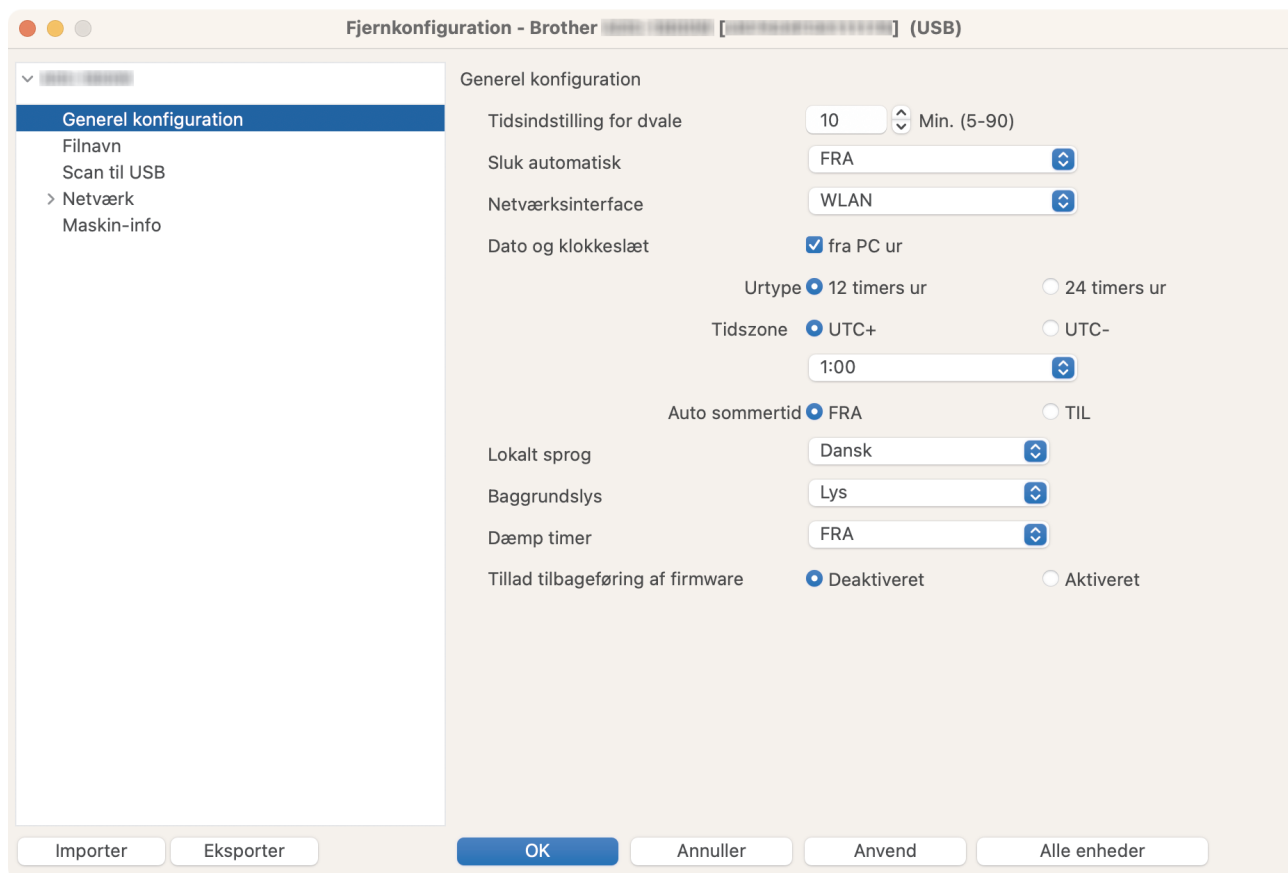 Fjernkonfiguration - Brother [ ] (USB)
Generel konfiguration
Filnavn
Scan til USB
Netværk
Maskin-info
Generel konfiguration
Tidsindstilling for dvale 10 Min. (5-90)
Sluk automatisk FRA
Netværksinterface WLAN
Dato og klokkeslæt fra PC ur
Urtype 12 timers ur 24 timers ur
Tidszone UTC+ UTC-
1:00
Auto sommertid FRA TIL
Lokalt sprog Dansk
Baggrundslys Lys
Dæmp timer FRA
Tillad tilbageføring af firmware Deaktiveret Aktiveret
Importer Eksporter OK Annuller Anvend Alle enheder